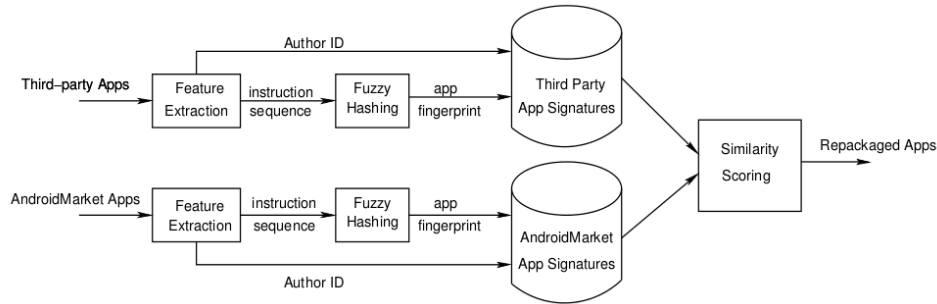 Author ID
Third-party Apps
Feature
Extraction
instruction
sequence
Fuzzy
Hashing
app
fingerprint
Third Party
App Signatures
Similarity
Scoring
Repackaged Apps
AndroidMarket Apps
Feature
Extraction
instruction
sequence
Fuzzy
Hashing
app
fingerprint
AndroidMarket
App Signatures
Author ID